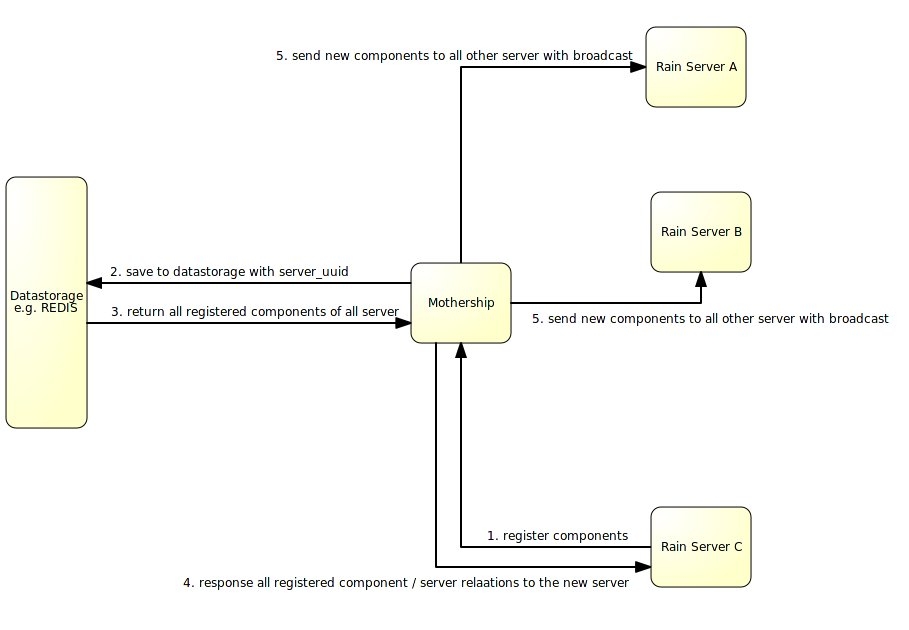 5. send new components to all other server with broadcast
Rain Server A
Rain Server B
2. save to datastorage with server_uuid
Datastorage
e.g. REDIS
3. return all registered components of all server
Mothership
5. send new components to all other server with broadcast
1. register components
Rain Server C
4. response all registered component / server relaations to the new server